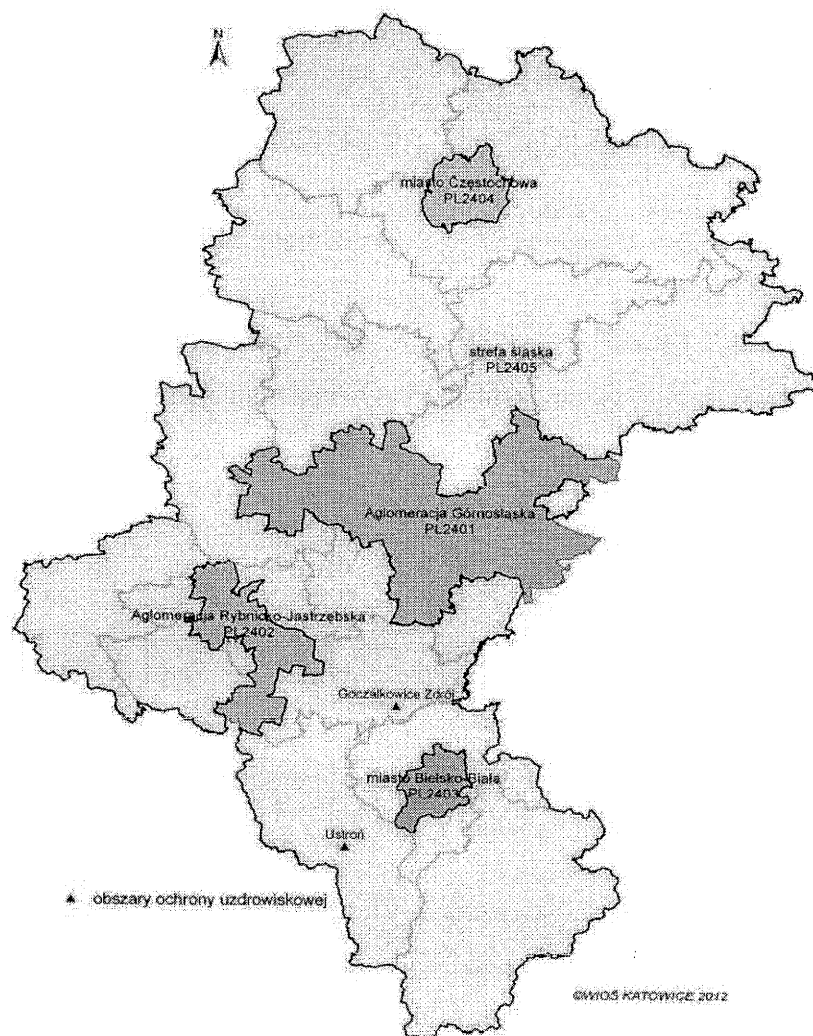 N
miasto Częstochowa
PL2404
strefa śląska
PL2405
Aglomeracja Górnośląska
PL2401
Aglomeracja Rybnicko-Jastrzębska
PL2402
Goczałkowice Zdrój
miasto Bielsko-Biała
PL2403
Ustroń
obszary ochrony uzdrowiskowej
©WIOŚ KATOWICE 2012